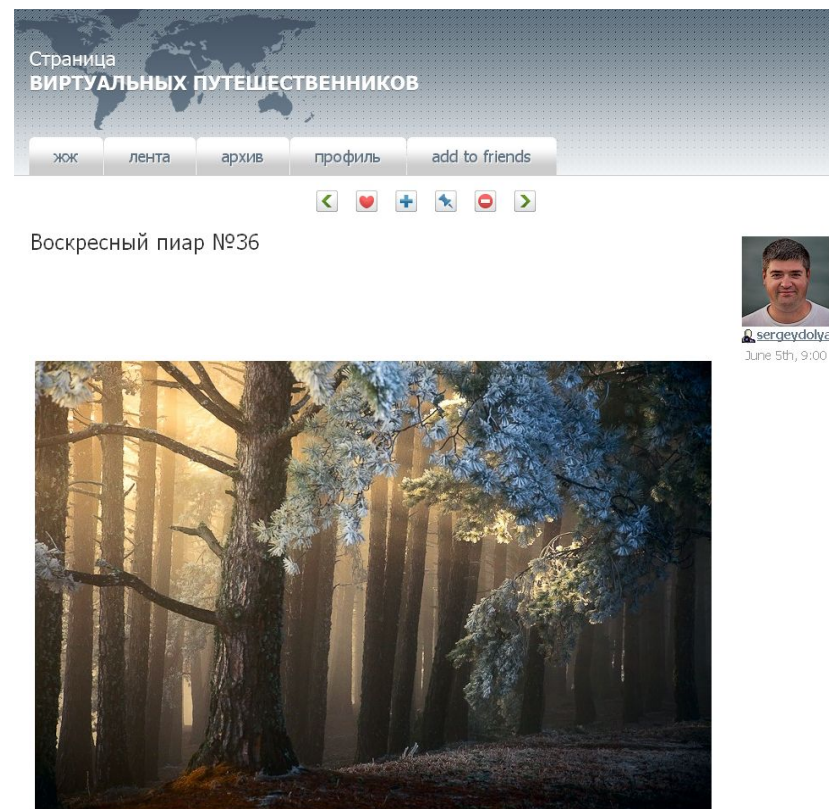 Страница
ВИРТУАЛЬНЫХ ПУТЕШЕСТВЕННИКОВ
жж лента архив профиль add to friends
Воскресный пиар №36
sergeydolya
June 5th, 9:00